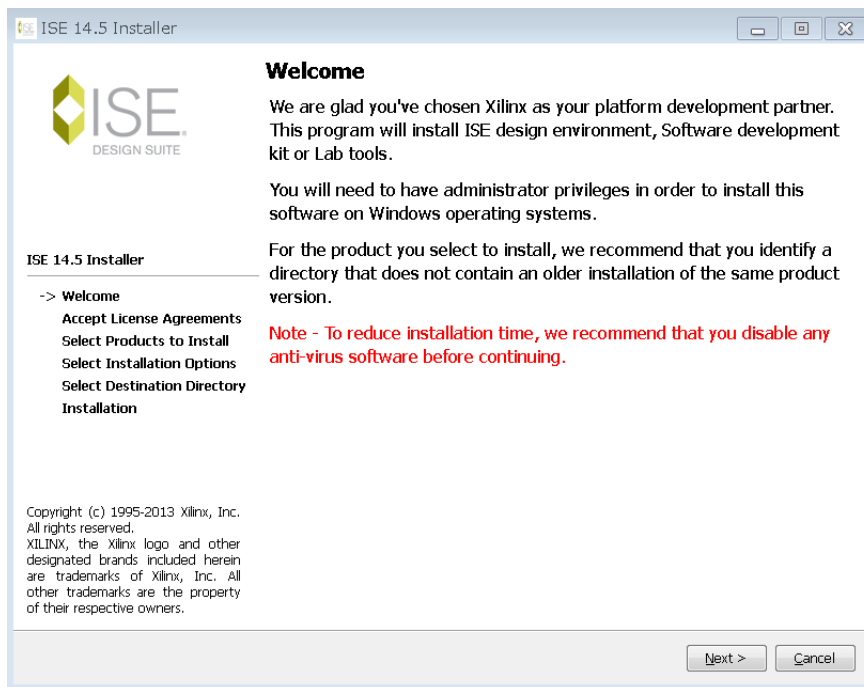 ISE 14.5 Installer
ISE®
DESIGN SUITE
ISE 14.5 Installer
-> Welcome
Accept License Agreements
Select Products to Install
Select Installation Options
Select Destination Directory
Installation
Copyright (c) 1995-2013 Xilinx, Inc.
All rights reserved.
XILINX, the Xilinx logo and other
designated brands included herein
are trademarks of Xilinx, Inc. All
other trademarks are the property
of their respective owners.
Welcome
We are glad you've chosen Xilinx as your platform development partner.
This program will install ISE design environment, Software development
kit or Lab tools.
You will need to have administrator privileges in order to install this
software on Windows operating systems.
For the product you select to install, we recommend that you identify a
directory that does not contain an older installation of the same product
version.
Note - To reduce installation time, we recommend that you disable any
anti-virus software before continuing.
Next >
Cancel